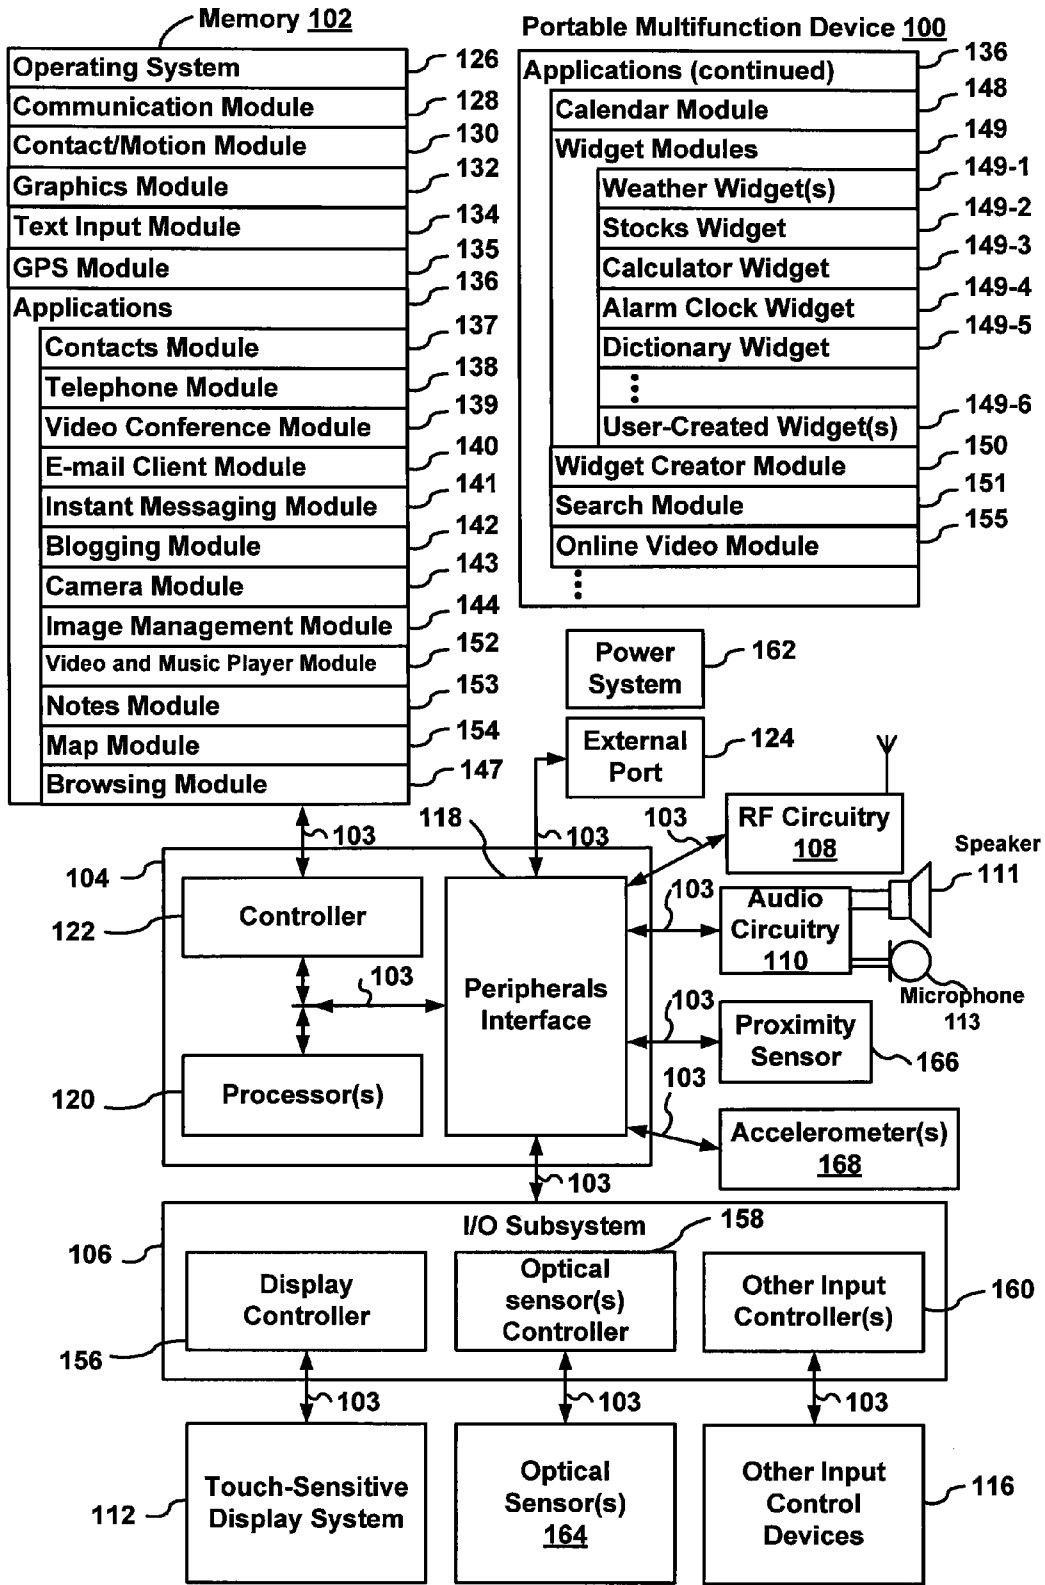 Memory 102
Operating System 126
Communication Module 128
Contact/Motion Module 130
Graphics Module 132
Text Input Module 134
GPS Module 135
Applications 136
Contacts Module 137
Telephone Module 138
Video Conference Module 139
E-mail Client Module 140
Instant Messaging Module 141
Blogging Module 142
Camera Module 143
Image Management Module 144
Video and Music Player Module 152
Notes Module 153
Map Module 154
Browsing Module 147
Portable Multifunction Device 100
Applications (continued) 136
Calendar Module 148
Widget Modules 149
Weather Widget(s) 149-1
Stocks Widget 149-2
Calculator Widget 149-3
Alarm Clock Widget 149-4
Dictionary Widget 149-5
User-Created Widget(s) 149-6
Widget Creator Module 150
Search Module 151
Online Video Module 155
Power
System
162
External
Port
124
103
118
103
103
RF Circuitry
108
104
Controller
122
103
Audio
Circuitry
110
Speaker
111
Microphone
113
103
Peripherals
Interface
103
Proximity
Sensor
166
Processor(s)
120
103
Accelerometer(s)
168
103
I/O Subsystem
106
158
Display
Controller
156
Optical
sensor(s)
Controller
Other Input
Controller(s)
160
103
103
103
Touch-Sensitive
Display System
112
Optical
Sensor(s)
164
Other Input
Control
Devices
116